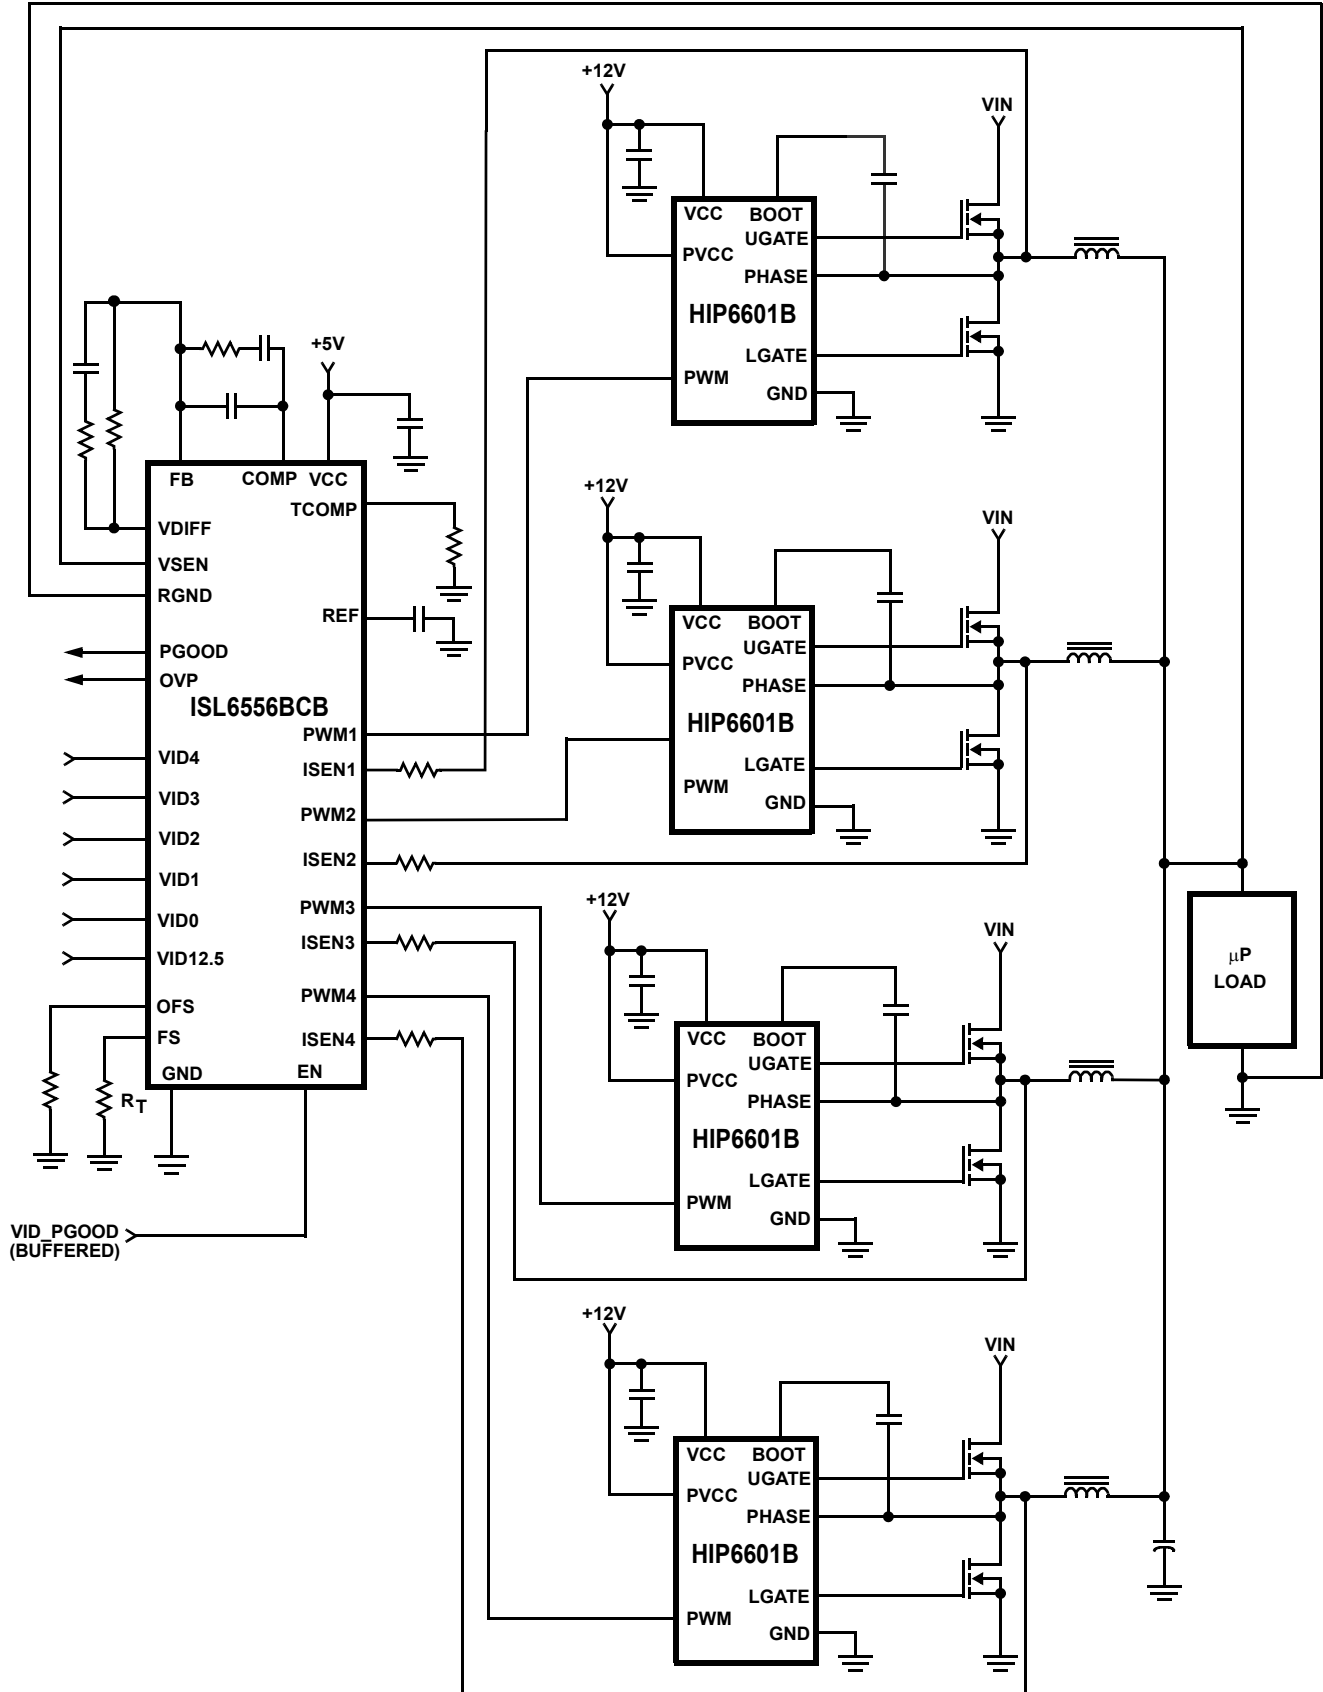 +12V
VIN
VCC
BOOT
UGATE
PVCC
PHASE
HIP6601B
LGATE
PWM
GND
+5V
FB
COMP
VCC
TCOMP
VDIFF
VSEN
RGND
REF
PGOOD
OVP
ISL6556BCB
PWM1
ISEN1
VID4
VID3
PWM2
VID2
ISEN2
VID1
PWM3
VID0
ISEN3
VID12.5
PWM4
OFS
ISEN4
FS
GND
EN
RT
VID_PGOOD
(BUFFERED)
+12V
VIN
VCC
BOOT
UGATE
PVCC
PHASE
HIP6601B
LGATE
PWM
GND
+12V
VIN
VCC
BOOT
UGATE
PVCC
PHASE
HIP6601B
LGATE
PWM
GND
μP
LOAD
+12V
VIN
VCC
BOOT
UGATE
PVCC
PHASE
HIP6601B
LGATE
PWM
GND